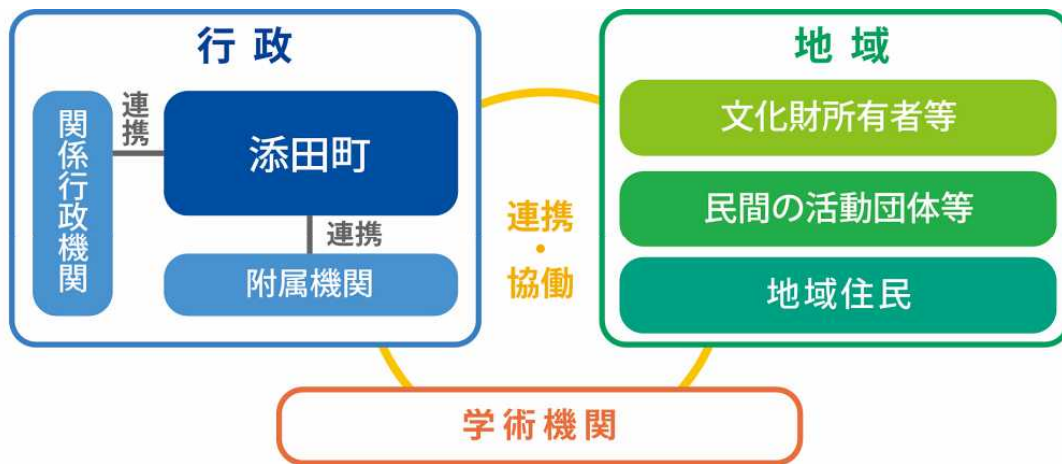 行政
関係行政機関
連携
添田町
連携
附属機関
連携
・
協働
地域
文化財所有者等
民間の活動団体等
地域住民
学術機関